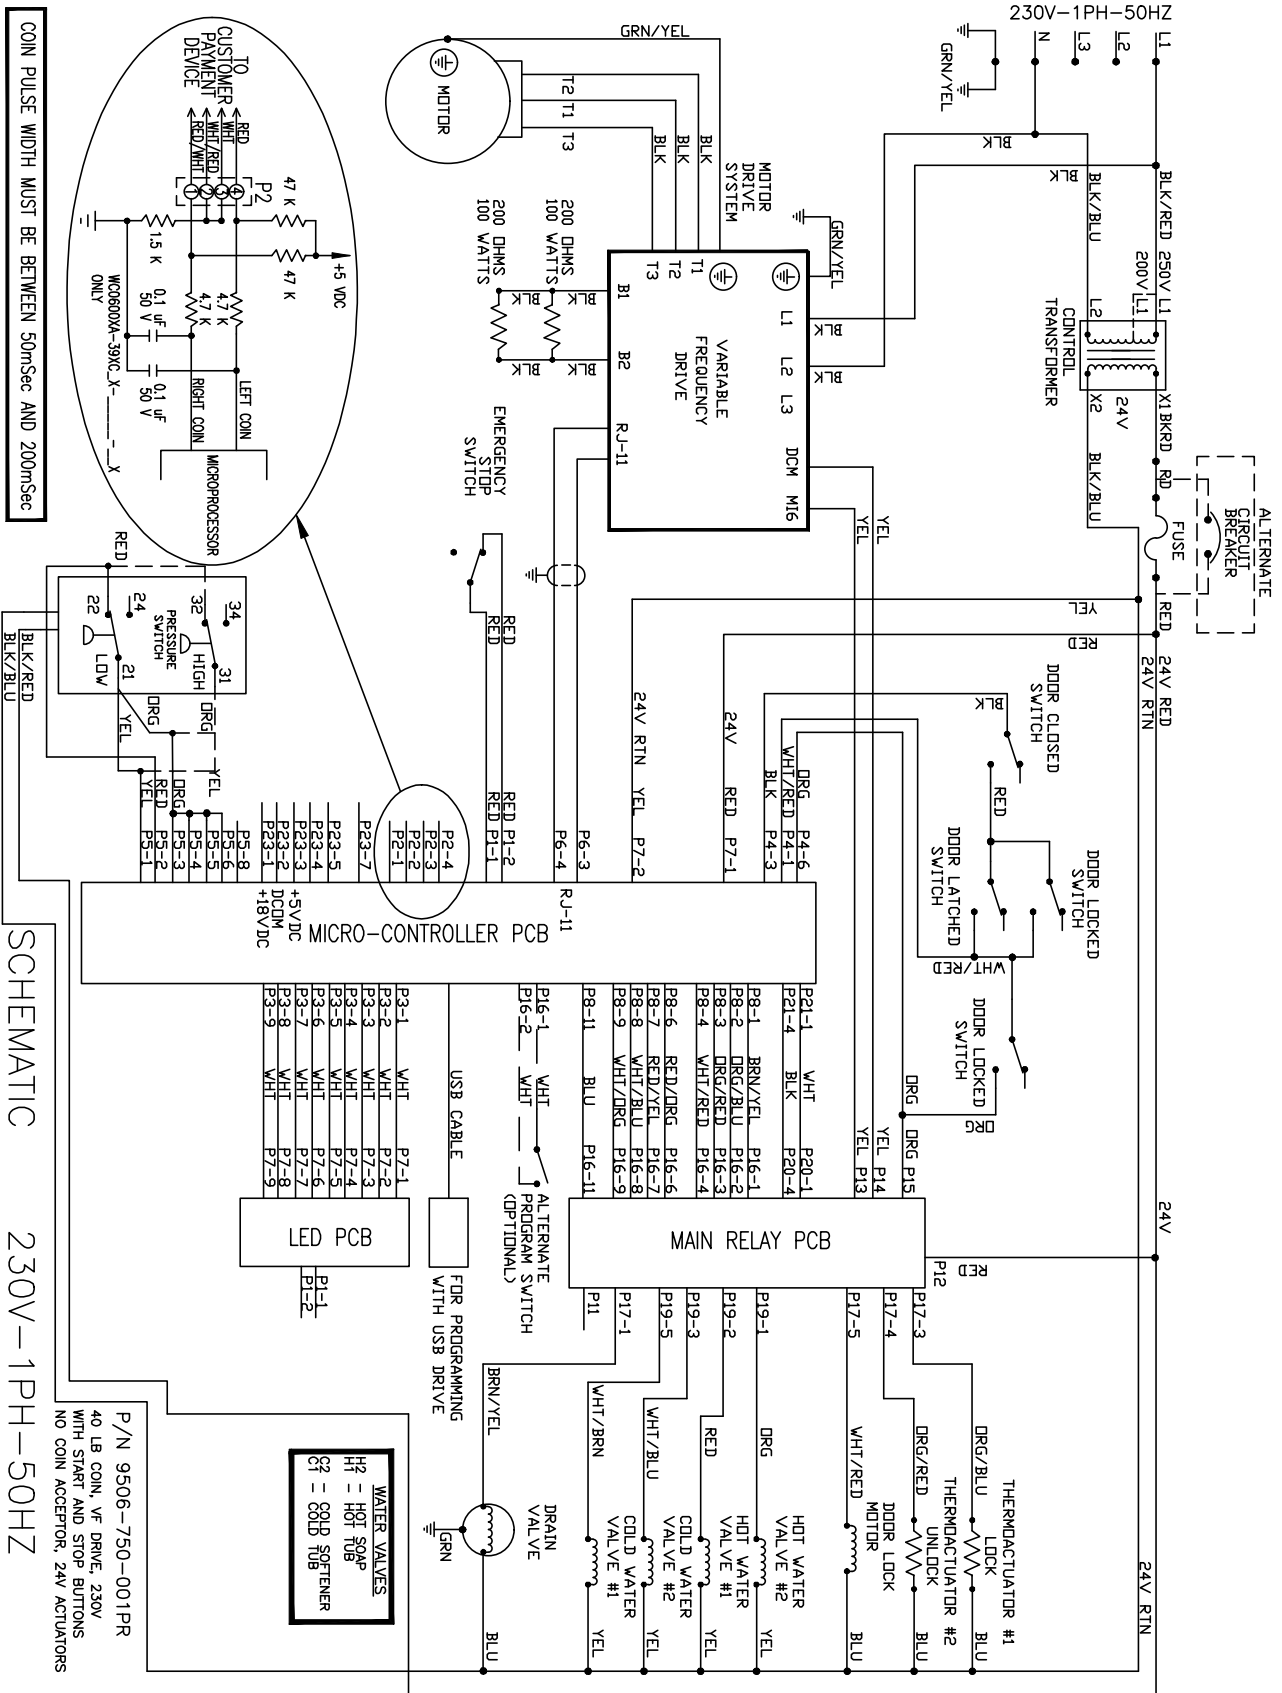 230V-1PH-50HZ
L1
L2
L3
N
GRN/YEL
BLK
BLK
BLK/RED
BLK/BLU
250V L1
200V L1
L2
CONTROL
TRANSFORMER
X1
X2
24V
BKRD
BLK/BLU
RD
FUSE
ALTERNATE
CIRCUIT
BREAKER
RED
YEL
RED
24V RED
24V RTN
24V
24V RTN
GRN/YEL
MOTOR
T2
T1
T3
BLK
BLK
BLK
MOTOR
DRIVE
SYSTEM
GRN/YEL
T1
T2
T3
L1
L2
L3
DCM
MI6
VARIABLE
FREQUENCY
DRIVE
B1
B2
RJ-11
BLK
BLK
YEL
YEL
200 OHMS
100 WATTS
200 OHMS
100 WATTS
BLK
BLK
BLK
BLK
EMERGENCY
STOP
SWITCH
RED
RED
RED P1-2
RED P1-1
TO
CUSTOMER
PAYMENT
DEVICE
RED
WHT
WHT/RED
RED/WHT
P2
4
3
2
1
47 K
47 K
+5 VDC
1.5 K
4.7 K
4.7 K
0.1 uF
50 V
0.1 uF
50 V
WCO600XA-39XC_X-____-__X
ONLY
LEFT COIN
RIGHT COIN
MICROPROCESSOR
COIN PULSE WIDTH MUST BE BETWEEN 50mSec AND 200mSec
RED
PRESSURE
SWITCH
34
32
31
HIGH
24
22
21
LOW
BLK/RED
BLK/BLU
ORG
YEL
ORG
YEL
ORG
RED
YEL
DOOR CLOSED
SWITCH
BLK
RED
DOOR LOCKED
SWITCH
DOOR LATCHED
SWITCH
WHT/RED
DOOR LOCKED
SWITCH
ORG
24V RTN YEL P7-2
24V RED P7-1
BLK P4-3
WHT/RED P4-1
ORG P4-6
P6-3
P6-4
P2-4
P2-3
P2-2
P2-1
P23-7
P23-5
P23-4
P23-3
P23-2
P23-1
P5-8
P5-6
P5-5
P5-4
P5-3
P5-2
P5-1
RJ-11
+5VDC
DCOM
+18VDC
MICRO-CONTROLLER PCB
P21-1 WHT P20-1
P21-4 BLK P20-4
P8-1 BRN/YEL P16-1
P8-2 ORG/BLU P16-2
P8-3 ORG/RED P16-3
P8-4 WHT/RED P16-4
P8-6 RED/ORG P16-6
P8-7 RED/YEL P16-7
P8-8 WHT/BLU P16-8
P8-9 WHT/ORG P16-9
P8-11 BLU P16-11
ORG
ORG P15
YEL P14
YEL P13
P16-1 WHT
P16-2 WHT
ALTERNATE
PROGRAM SWITCH
(OPTIONAL)
USB CABLE
FOR PROGRAMMING
WITH USB DRIVE
P3-1 WHT P7-1
P3-2 WHT P7-2
P3-3 WHT P7-3
P3-4 WHT P7-4
P3-5 WHT P7-5
P3-6 WHT P7-6
P3-7 WHT P7-7
P3-8 WHT P7-8
P3-9 WHT P7-9
LED PCB
P1-1
P1-2
MAIN RELAY PCB
P12
RED
P17-3
P17-4
P17-5
P19-1
P19-2
P19-3
P19-5
P17-1
P11
ORG/BLU
THERMOACTUATOR #1
LOCK
BLU
ORG/RED
THERMOACTUATOR #2
UNLOCK
BLU
WHT/RED
DOOR LOCK
MOTOR
BLU
ORG
HOT WATER
VALVE #2
YEL
RED
HOT WATER
VALVE #1
YEL
WHT/BLU
COLD WATER
VALVE #2
YEL
WHT/BRN
COLD WATER
VALVE #1
YEL
BRN/YEL
DRAIN
VALVE
GRN
BLU
WATER VALVES
H2 - HOT SOAP
H1 - HOT TUB
C2 - COLD SOFTENER
C1 - COLD TUB
P/N 9506-750-001PR
40 LB COIN, VF DRIVE, 230V
WITH START AND STOP BUTTONS
NO COIN ACCEPTOR, 24V ACTUATORS
SCHEMATIC 230V-1PH-50HZ